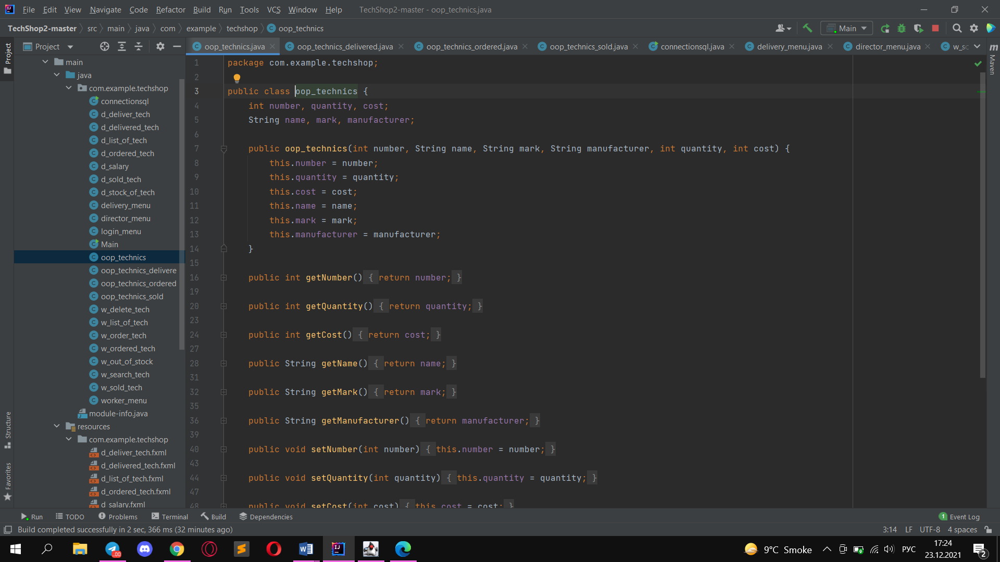 File Edit View Navigate Code Refactor Build Run Tools VCS Window Help TechShop2-master - oop_technics.java
TechShop2-master src main java com example techshop oop_technics Main
Project
oop_technics.java oop_technics_delivered.java oop_technics_ordered.java oop_technics_sold.java connectionsql.java delivery_menu.java director_menu.java
Project
Structure
Favorites
Maven
main
java
com.example.techshop
connectionsql
d_deliver_tech
d_delivered_tech
d_list_of_tech
d_ordered_tech
d_salary
d_sold_tech
d_stock_of_tech
delivery_menu
director_menu
login_menu
Main
oop_technics
oop_technics_delivere
oop_technics_ordered
oop_technics_sold
w_delete_tech
w_list_of_tech
w_order_tech
w_ordered_tech
w_out_of_stock
w_search_tech
w_sold_tech
worker_menu
module-info.java
resources
com.example.techshop
d_deliver_tech.fxml
d_delivered_tech.fxml
d_list_of_tech.fxml
d_ordered_tech.fxml
d_salary.fxml
1 package com.example.techshop;
2
3 public class oop_technics {
4 int number, quantity, cost;
5 String name, mark, manufacturer;
6
7 public oop_technics(int number, String name, String mark, String manufacturer, int quantity, int cost) {
8 this.number = number;
9 this.quantity = quantity;
10 this.cost = cost;
11 this.name = name;
12 this.mark = mark;
13 this.manufacturer = manufacturer;
14 }
15
16 public int getNumber() { return number; }
19
20 public int getQuantity() { return quantity; }
23
24 public int getCost() { return cost; }
27
28 public String getName() { return name; }
31
32 public String getMark() { return mark; }
35
36 public String getManufacturer() { return manufacturer; }
39
40 public void setNumber(int number) { this.number = number; }
43
44 public void setQuantity(int quantity) { this.quantity = quantity; }
47
48 public void setCost(int cost) { this.cost = cost; }
Run TODO Problems Terminal Build Dependencies 1 Event Log
Build completed successfully in 2 sec, 366 ms (32 minutes ago) 3:14 LF UTF-8 4 spaces
9°C Smoke РУС 17:24
23.12.2021 2